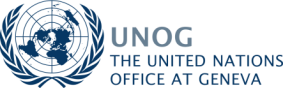 UNOG
THE UNITED NATIONS
OFFICE AT GENEVA